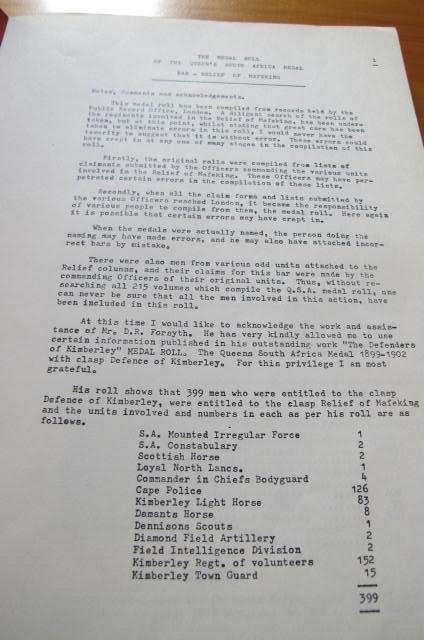 1
THE MEDAL ROLL
OF THE QUEEN'S SOUTH AFRICA MEDAL
BAR - RELIEF OF MAFEKING
Notes, Comments and acknowledgements.
This medal roll has been compiled from records held by the
Public Record Office, London. A diligent search of the rolls of
the regiments involved in the Relief of Mafeking, has been under
taken, but at this point, whilst stating that great care has been
taken to eliminate errors in this roll, I would never have the
temerity to suggest that it is without error. These errors could
have crept in at any one of many stages in the compilation of this
roll.
Firstly, the original rolls were compiled from lists of
claimants submitted by the Officers commanding the various units
involved in the Relief of Mafeking. These Officers may have per-
petrated certain errors in the compilation of these lists.
Secondly, when all the claim forms and lists submitted by
the various Officers reached London, it became the responsibility
of various people to compile from them, the medal roll. Here again
it is possible that certain errors may have crept in.
When the medals were actually named, the person doing the
naming may have made errors, and he may also have attached incor-
rect bars by mistake.
There were also men from various odd units attached to the
Relief columns, and their claims for this bar were made by the
commanding Officers of their original units. Thus, without re-
searching all 215 volumes which compile the Q.S.A. medal roll, one
can never be sure that all the men involved in this action, have
been included in this roll.
At this time I would like to acknowledge the work and assis-
tance of Mr. D.R. Forsyth. He has very kindly allowed me to use
certain information published in his outstanding work "The Defenders
of Kimberley" MEDAL ROLL. The Queens South Africa Medal 1899-1902
with clasp Defence of Kimberley. For this privilege I am most
grateful.
His roll shows that 399 men who were entitled to the clasp
Defence of Kimberley, were entitled to the clasp Relief of Mafeking
and the units involved and numbers in each as per his roll are as
follows.
S.A. Mounted Irregular Force 1
S.A. Constabulary 2
Scottish Horse 2
Loyal North Lancs. 1
Commander in Chiefs Bodyguard 4
Cape Police 126
Kimberley Light Horse 83
Damants Horse 8
Dennisons Scouts 1
Diamond Field Artillery 2
Field Intelligence Division 2
Kimberley Regt. of volunteers 152
Kimberley Town Guard 15
399